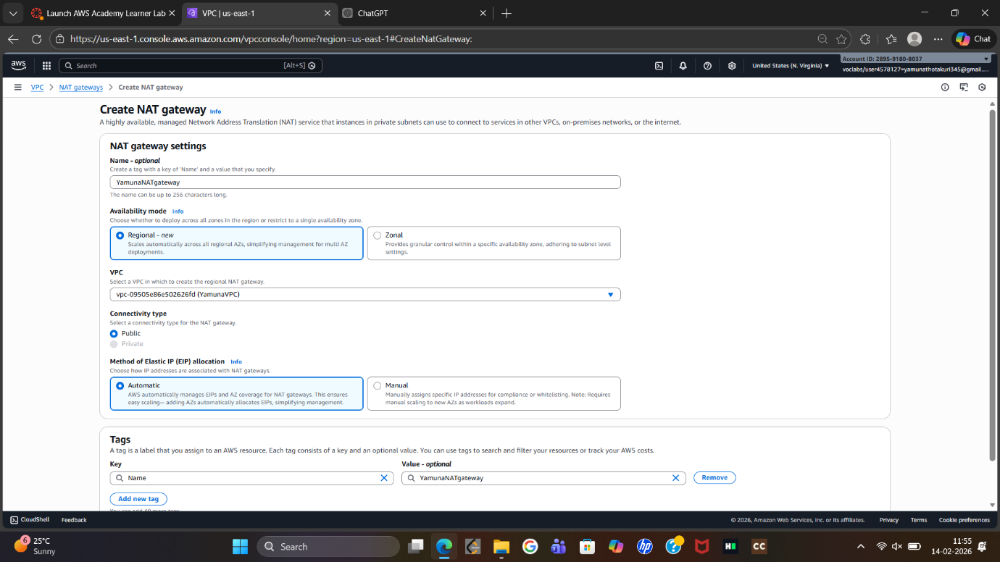 Launch AWS Academy Learner Lab
VPC | us-east-1
ChatGPT
https://us-east-1.console.aws.amazon.com/vpcconsole/home?region=us-east-1#CreateNatGateway:
Chat
aws
Search
[Alt+S]
United States (N. Virginia)
Account ID: 2895-9180-8037
voclabs/user4578127=yamunathotakuri345@gmail....
VPC
NAT gateways
Create NAT gateway
Create NAT gateway Info
A highly available, managed Network Address Translation (NAT) service that instances in private subnets can use to connect to services in other VPCs, on-premises networks, or the internet.
NAT gateway settings
Name - optional
Create a tag with a key of 'Name' and a value that you specify.
YamunaNATgateway
The name can be up to 256 characters long.
Availability mode Info
Choose whether to deploy across all zones in the region or restrict to a single availability zone.
Regional - new
Scales automatically across all regional AZs, simplifying management for multi AZ
deployments.
Zonal
Provides granular control within a specific availability zone, adhering to subnet level
settings.
VPC
Select a VPC in which to create the regional NAT gateway.
vpc-09505e86e502626fd (YamunaVPC)
Connectivity type
Select a connectivity type for the NAT gateway.
Public
Private
Method of Elastic IP (EIP) allocation Info
Choose how IP addresses are associated with NAT gateways.
Automatic
AWS automatically manages EIPs and AZ coverage for NAT gateways. This ensures
easy scaling-- adding AZs automatically allocates EIPs, simplifying management.
Manual
Manually assigns specific IP addresses for compliance or whitelisting. Note: Requires
manual scaling to new AZs as workloads expand.
Tags
A tag is a label that you assign to an AWS resource. Each tag consists of a key and an optional value. You can use tags to search and filter your resources or track your AWS costs.
Key
Value - optional
Name
YamunaNATgateway
Remove
Add new tag
You can add 49 more tags
CloudShell
Feedback
© 2026, Amazon Web Services, Inc. or its affiliates.
Privacy
Terms
Cookie preferences
6
25°C
Sunny
Search
hp
CC
11:55
14-02-2026